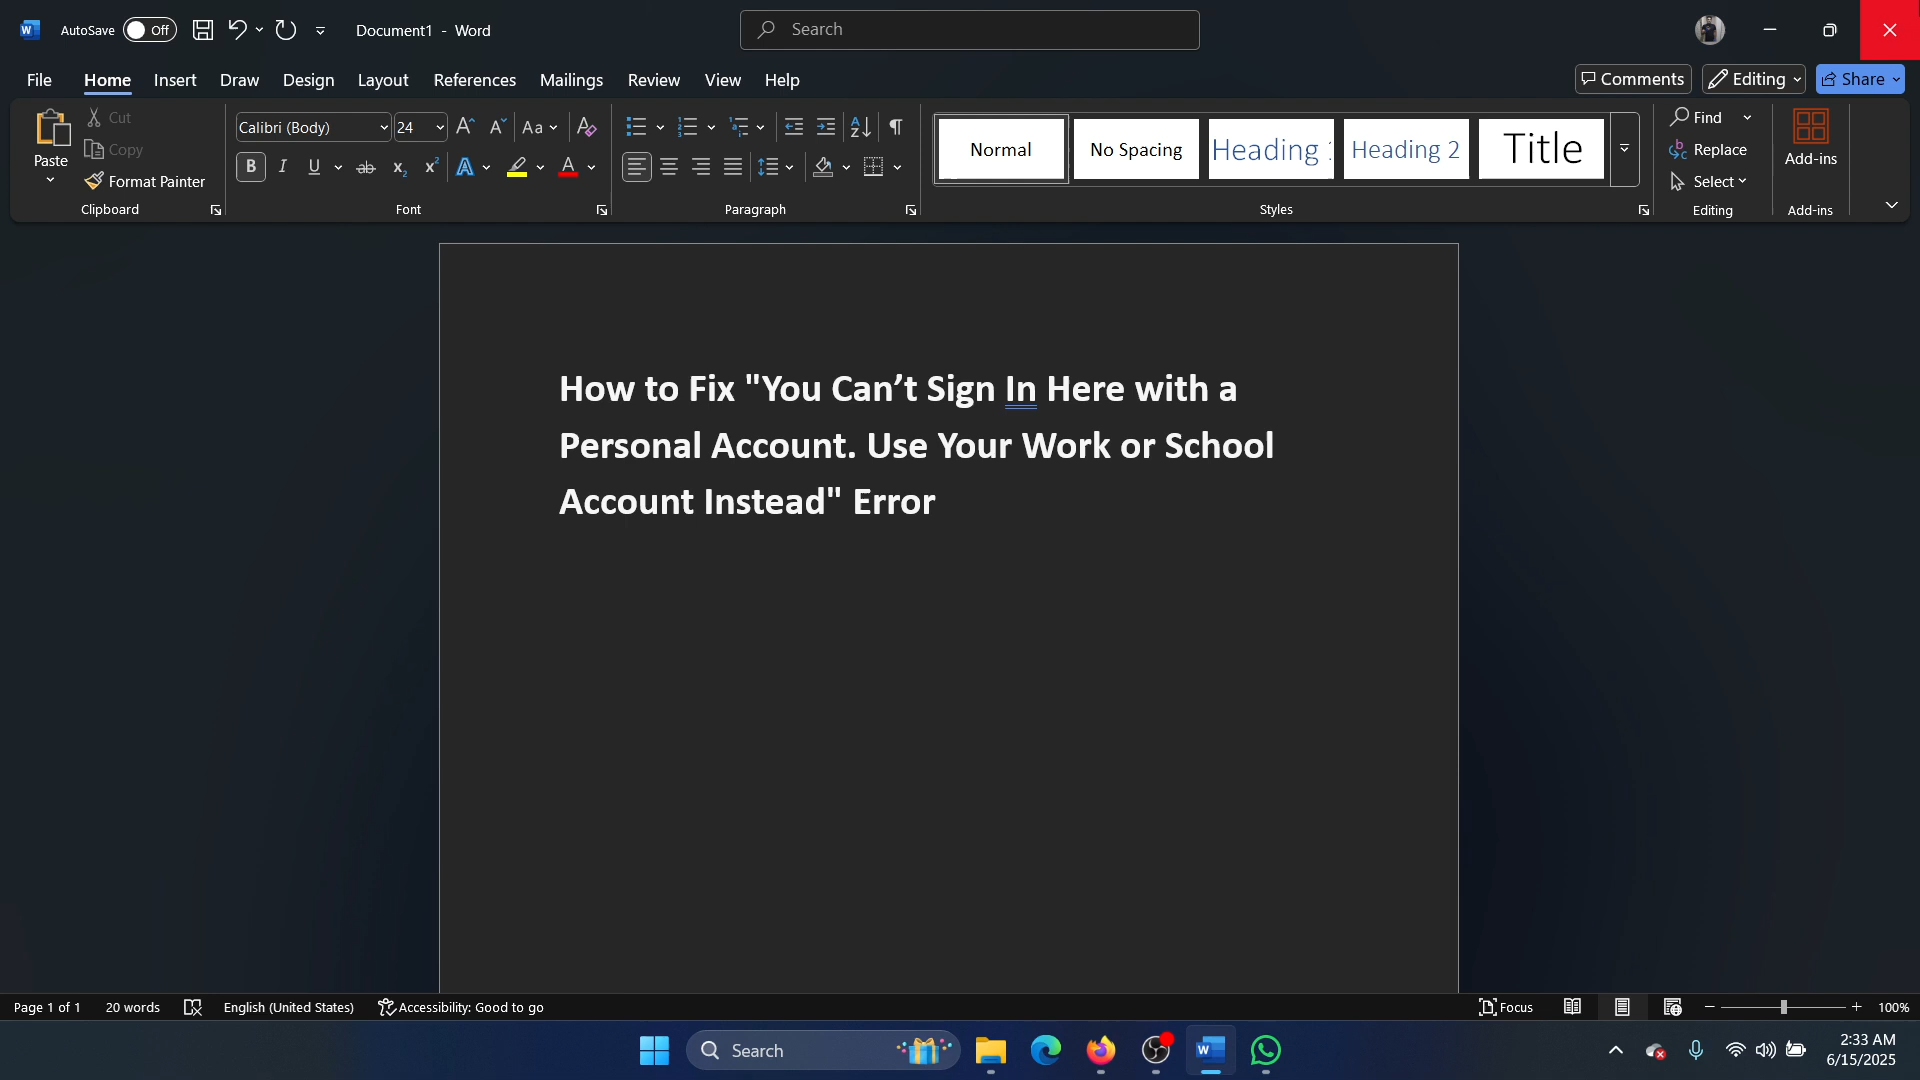 AutoSave Off Document1 - Word Search
File Home Insert Draw Design Layout References Mailings Review View Help Comments Editing Share
Paste Cut Copy Format Painter Clipboard
Calibri (Body) 24 Font
Paragraph
Normal No Spacing Heading 1 Heading 2 Title Styles
Find Replace Select Editing
Add-ins Add-ins
How to Fix "You Can’t Sign In Here with a
Personal Account. Use Your Work or School
Account Instead" Error
Page 1 of 1 20 words English (United States) Accessibility: Good to go Focus 100%
Search 2:33 AM
6/15/2025